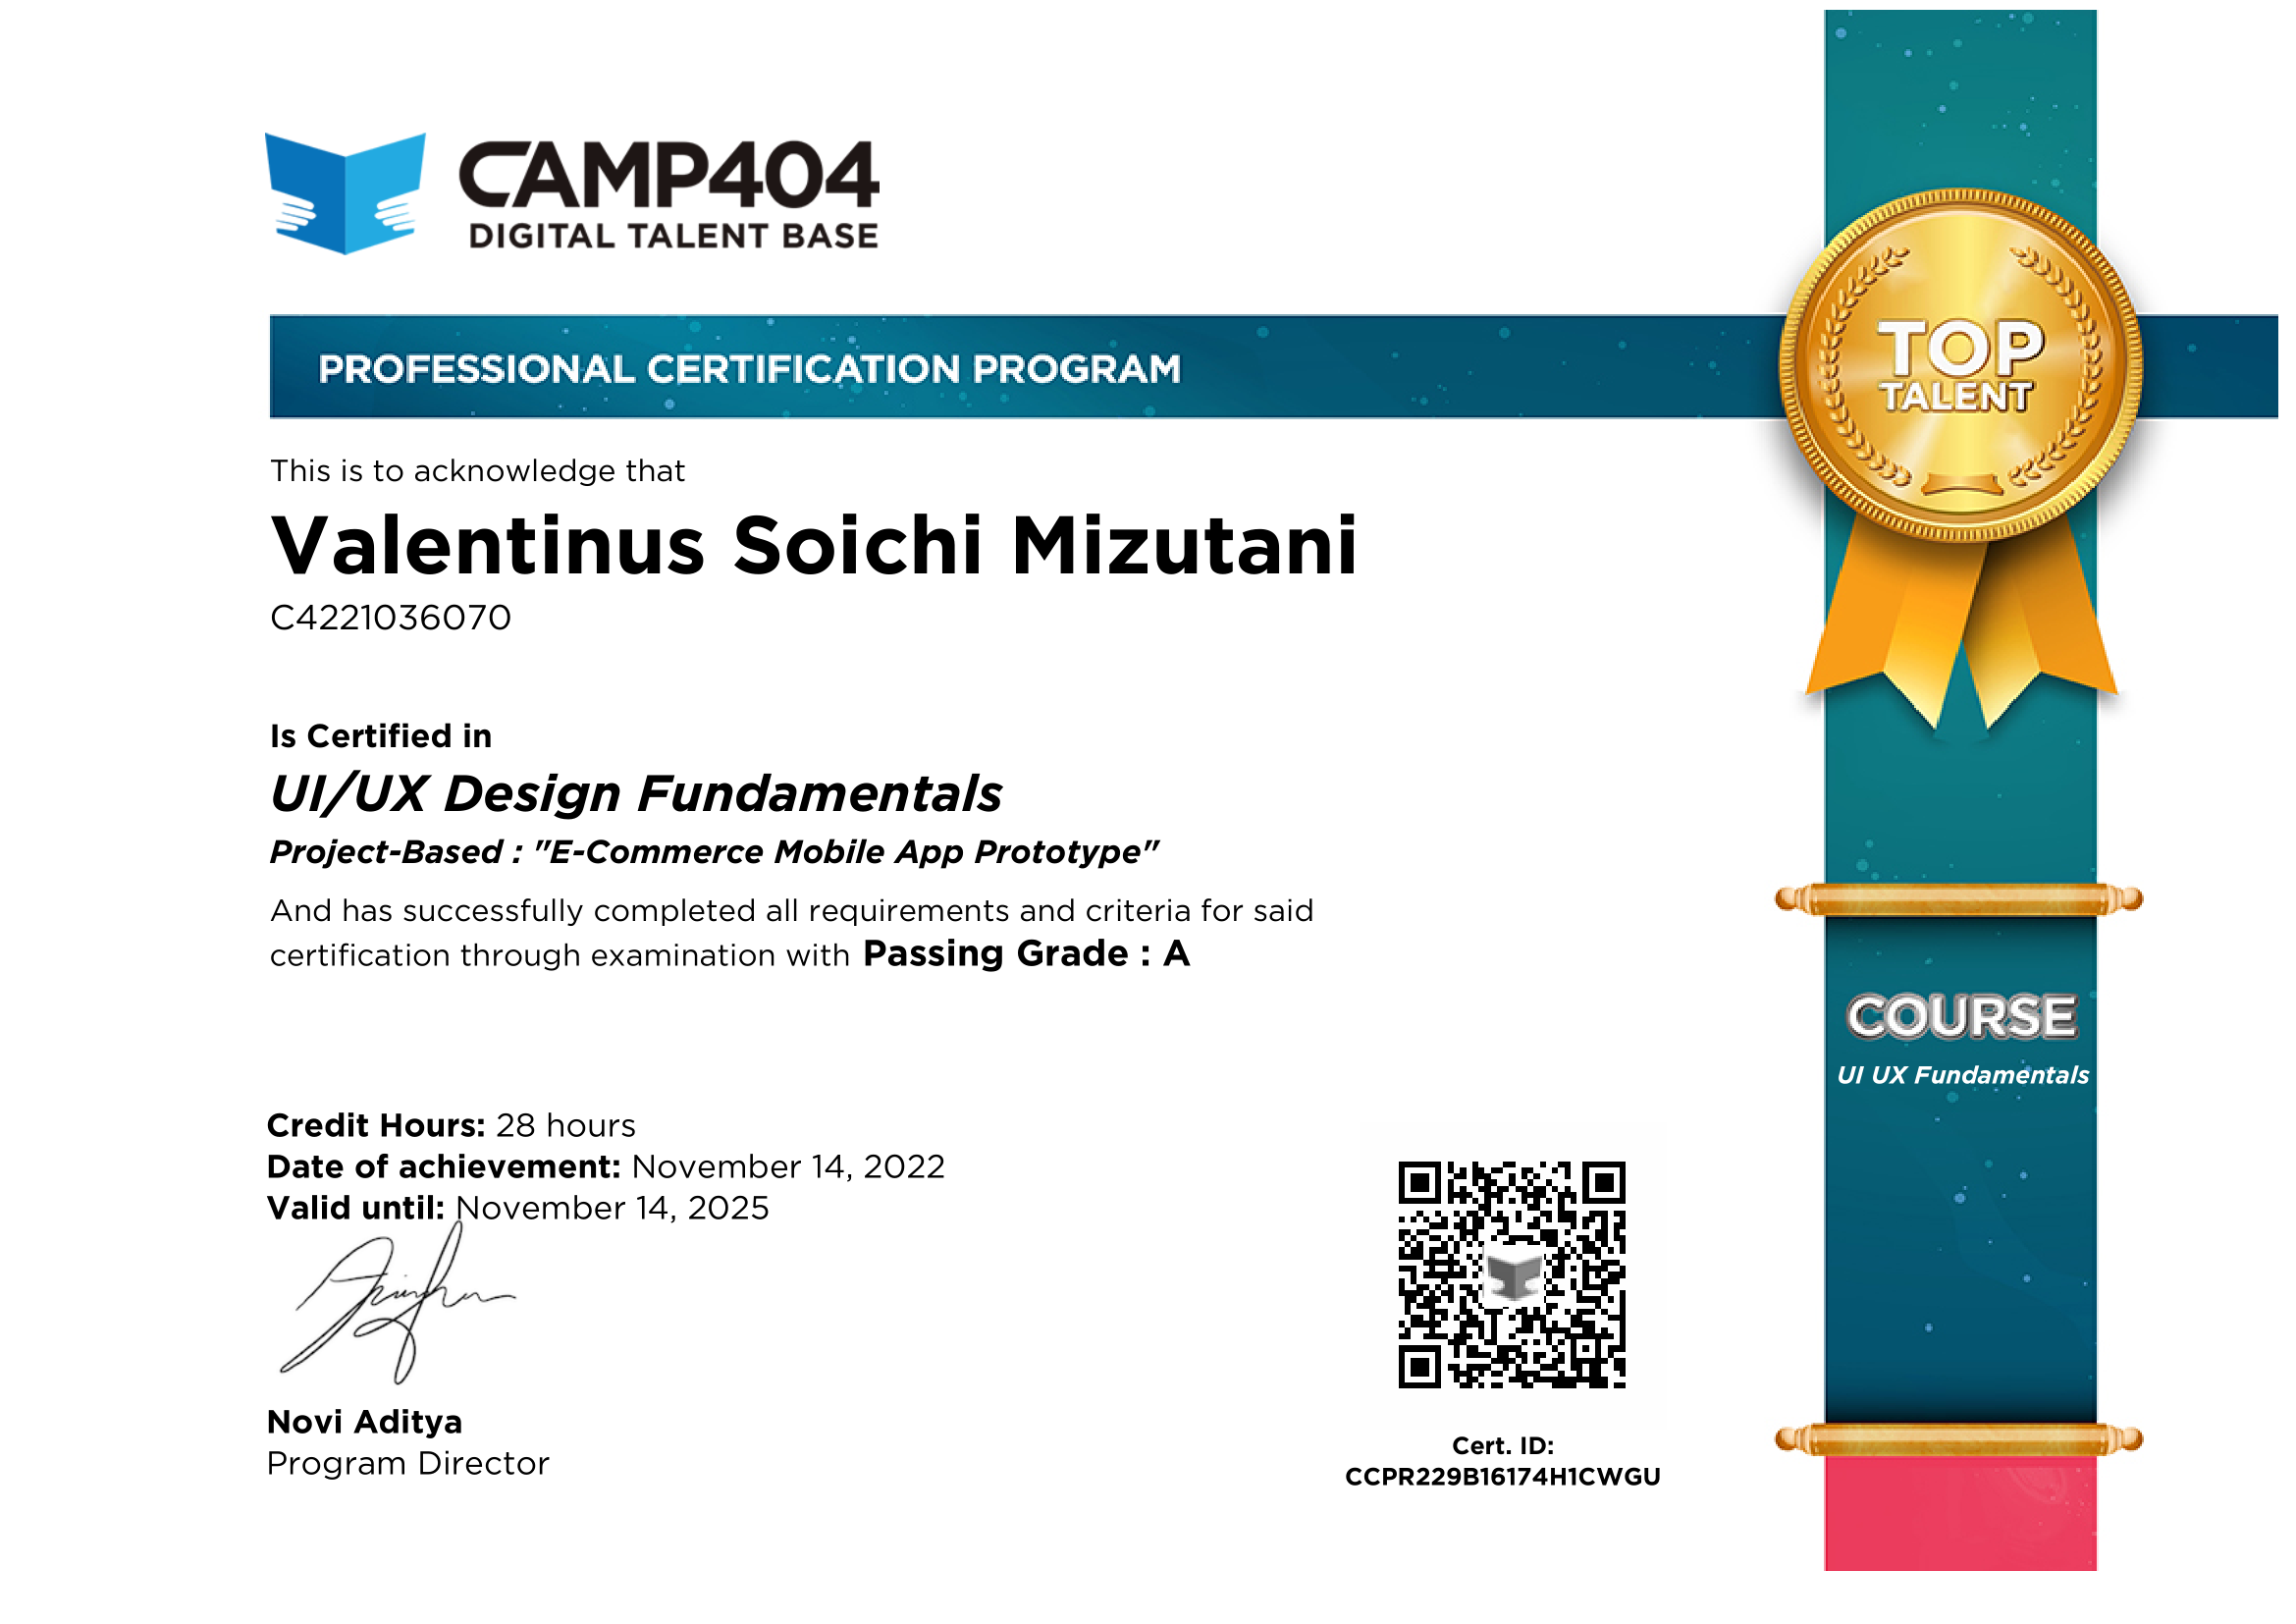 CAMP404
DIGITAL TALENT BASE
PROFESSIONAL CERTIFICATION PROGRAM
TOP
TALENT
This is to acknowledge that
Valentinus Soichi Mizutani
C4221036070
Is Certified in
UI/UX Design Fundamentals
Project-Based : "E-Commerce Mobile App Prototype"
And has successfully completed all requirements and criteria for said
certification through examination with Passing Grade : A
COURSE
UI UX Fundamentals
Credit Hours: 28 hours
Date of achievement: November 14, 2022
Valid until: November 14, 2025
Novi Aditya
Program Director
Cert. ID:
CCPR229B16174H1CWGU